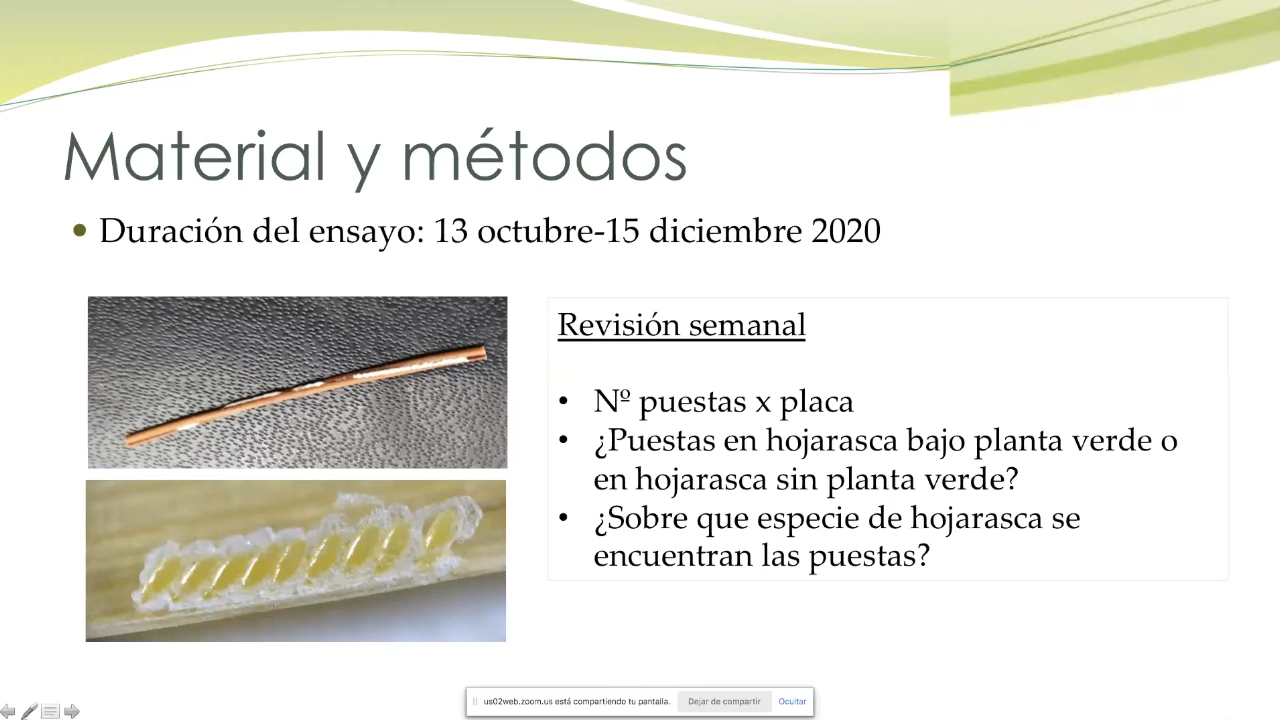 Material y métodos
• Duración del ensayo: 13 octubre-15 diciembre 2020
Revisión semanal
• Nº puestas x placa
• ¿Puestas en hojarasca bajo planta verde o
en hojarasca sin planta verde?
• ¿Sobre que especie de hojarasca se
encuentran las puestas?
us02web.zoom.us está compartiendo tu pantalla. Dejar de compartir Ocultar